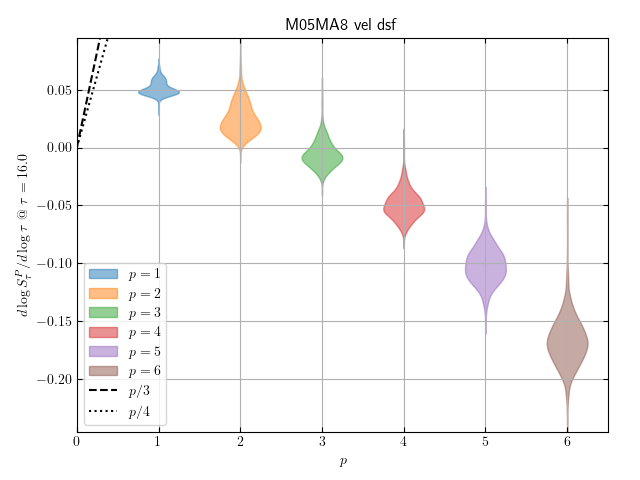 M05MA8 vel dsf
d log S_τ^P / d log τ @ τ = 16.0
0.05
0.00
−0.05
−0.10
−0.15
−0.20
p = 1
p = 2
p = 3
p = 4
p = 5
p = 6
p/3
p/4
0 1 2 3 4 5 6
p